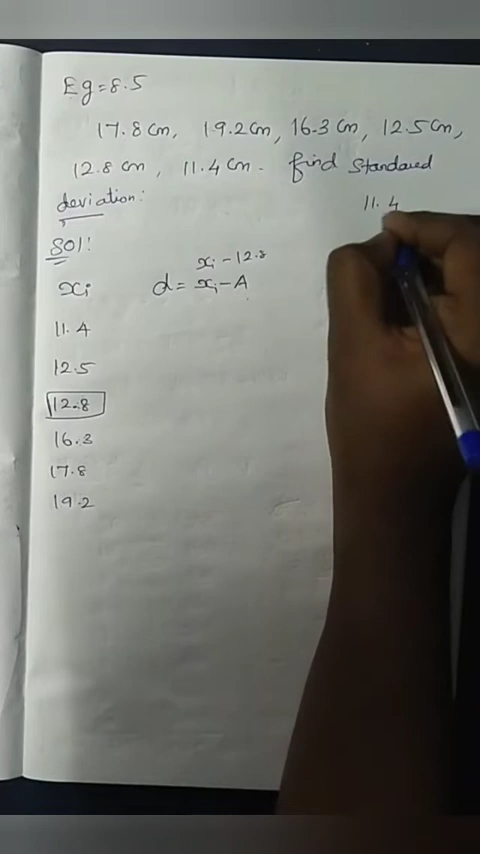 Eg = 8.5
17.8 cm, 19.2 cm, 16.3 cm, 12.5 cm,
12.8 cm, 11.4 cm. find standared
deviation:
11.4
Sol:
xi - 12.8
xi d = xi - A
11.4
12.5
12.8
16.3
17.8
19.2